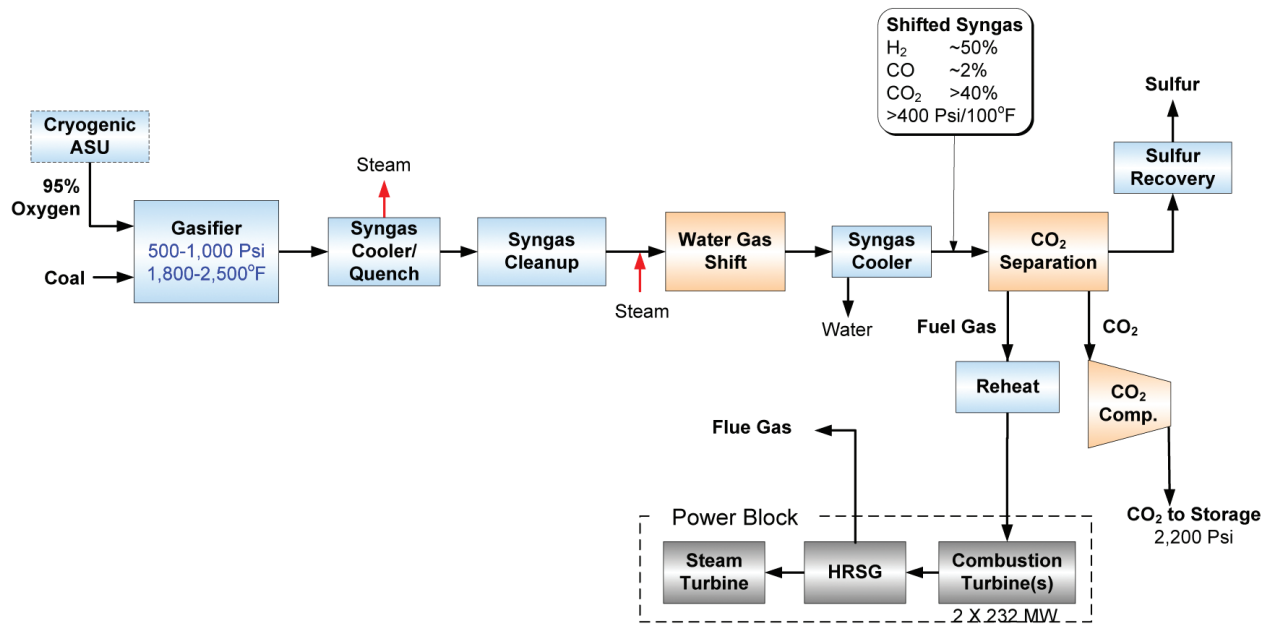 Shifted Syngas
H2 ~50%
CO ~2%
CO2 >40%
>400 Psi/100°F
Sulfur
Sulfur
Recovery
Cryogenic
ASU
95%
Oxygen
Coal
Gasifier
500-1,000 Psi
1,800-2,500°F
Steam
Syngas
Cooler/
Quench
Syngas
Cleanup
Steam
Water Gas
Shift
Syngas
Cooler
Water
CO2
Separation
Fuel Gas
CO2
Reheat
CO2
Comp.
CO2 to Storage
2,200 Psi
Flue Gas
Power Block
Steam
Turbine
HRSG
Combustion
Turbine(s)
2 X 232 MW